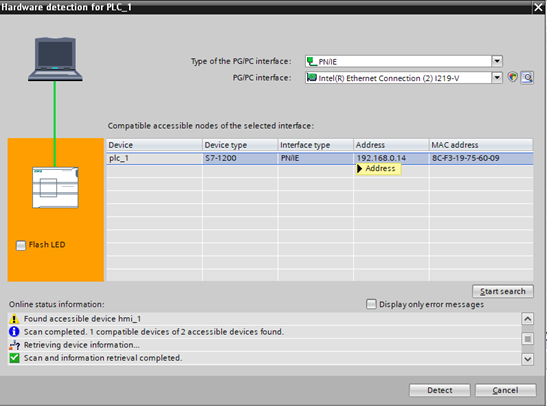 Hardware detection for PLC_1
Type of the PG/PC interface: PN/IE
PG/PC interface: Intel(R) Ethernet Connection (2) I219-V
Compatible accessible nodes of the selected interface:
Device Device type Interface type Address MAC address
plc_1 S7-1200 PN/IE 192.168.0.14 8C-F3-19-75-60-09
Address
Flash LED
Start search
Online status information: Display only error messages
Found accessible device hmi_1
Scan completed. 1 compatible devices of 2 accessible devices found.
Retrieving device information...
Scan and information retrieval completed.
Detect Cancel